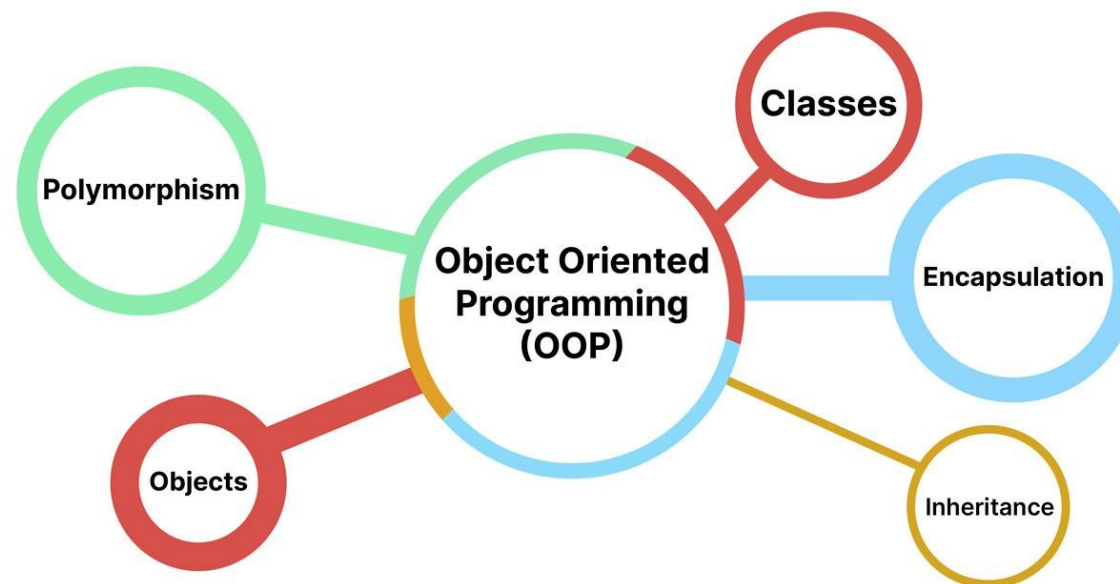 Classes
Polymorphism
Object Oriented
Programming
(OOP)
Encapsulation
Objects
Inheritance